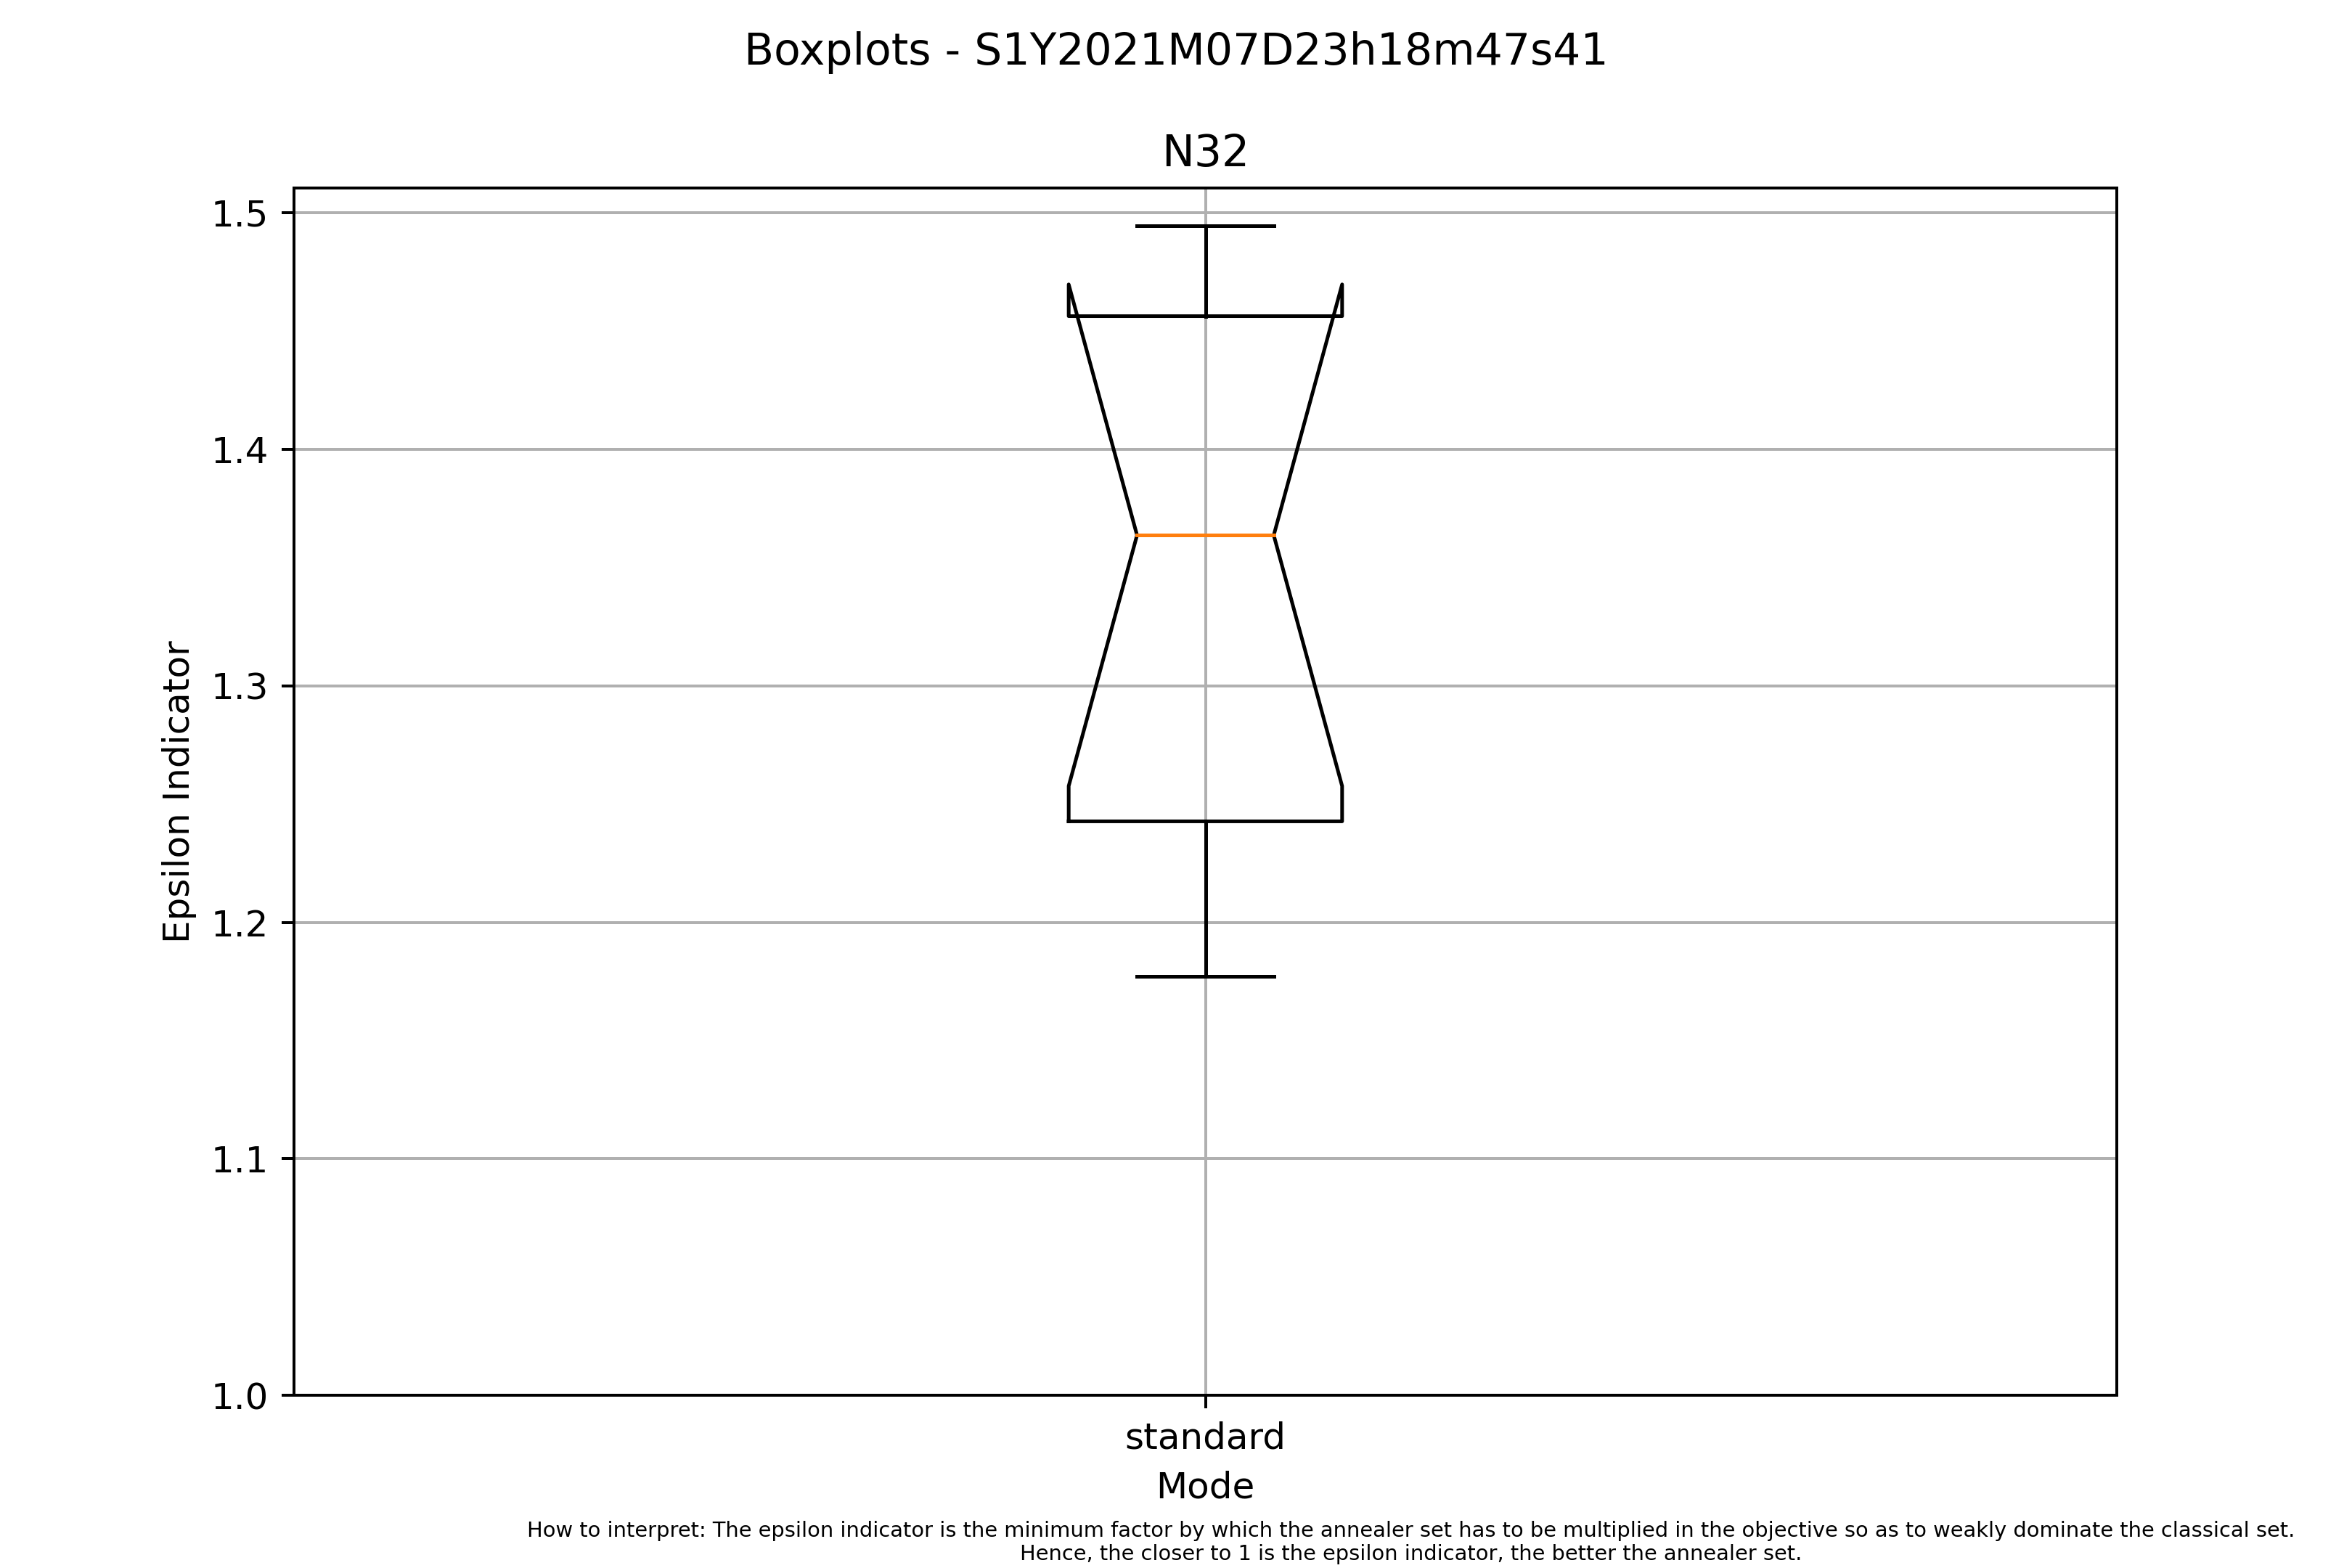 Boxplots - S1Y2021M07D23h18m47s41
N32
1.5
1.4
1.3
1.2
1.1
1.0
Epsilon Indicator
standard
Mode
How to interpret: The epsilon indicator is the minimum factor by which the annealer set has to be multiplied in the objective so as to weakly dominate the classical set.
Hence, the closer to 1 is the epsilon indicator, the better the annealer set.